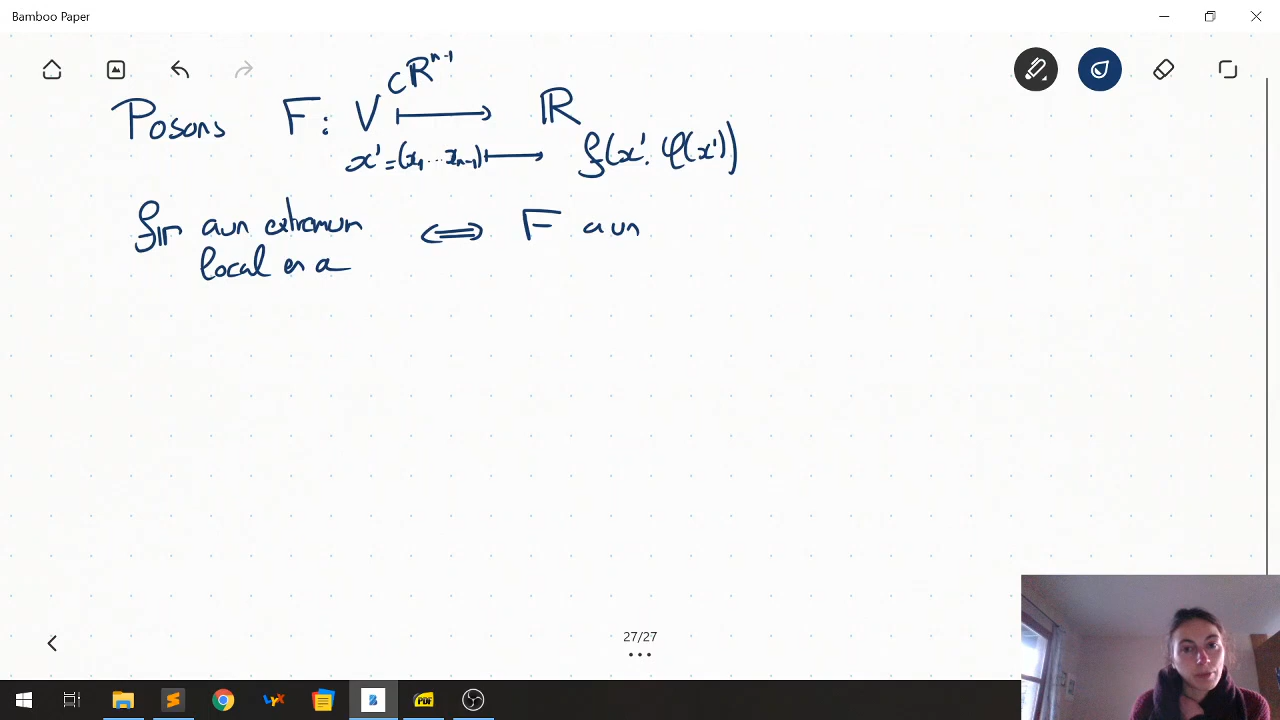 Bamboo Paper
Posons F: V ⊂ ℝⁿ⁻¹ ⟼ ℝ
x' = (x₁ ... xₙ₋₁) ⟼ f(x', φ(x'))
f|Γ a un extremum ⟺ F a un
local en a
27/27